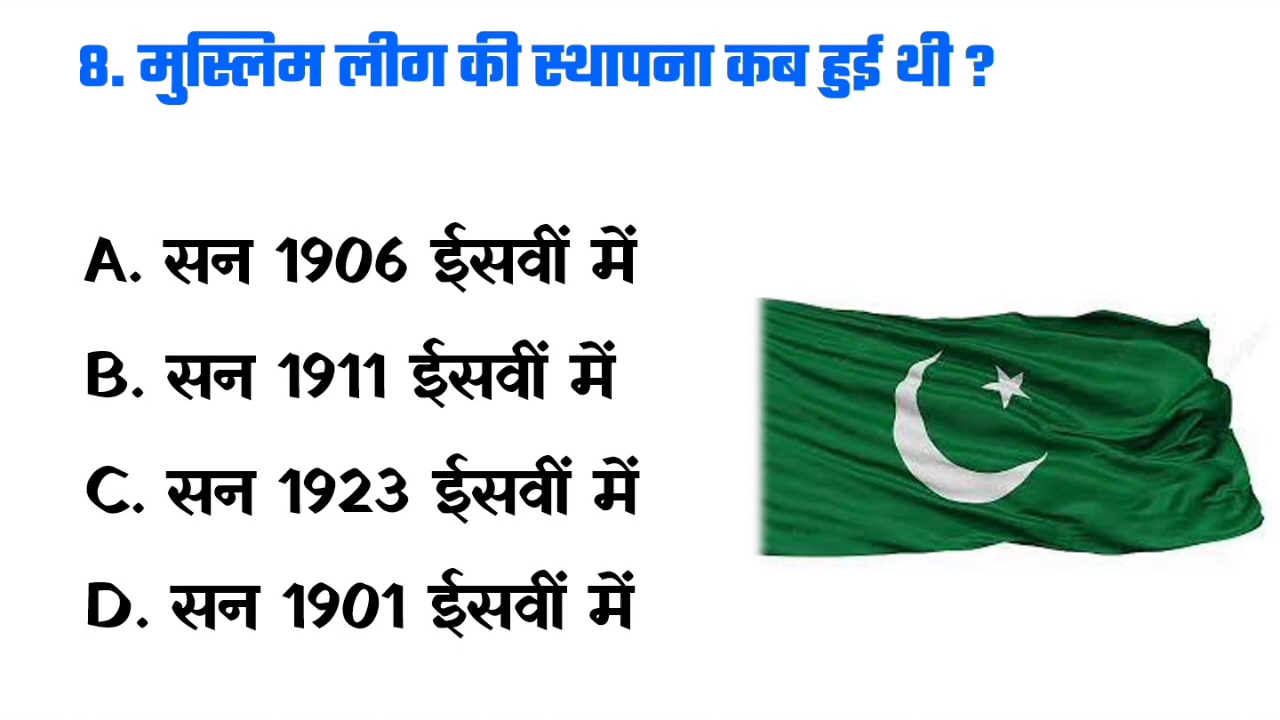 8. मुस्लिम लीग की स्थापना कब हुई थी ?
A. सन 1906 ईसवीं में
B. सन 1911 ईसवीं में
C. सन 1923 ईसवीं में
D. सन 1901 ईसवीं में